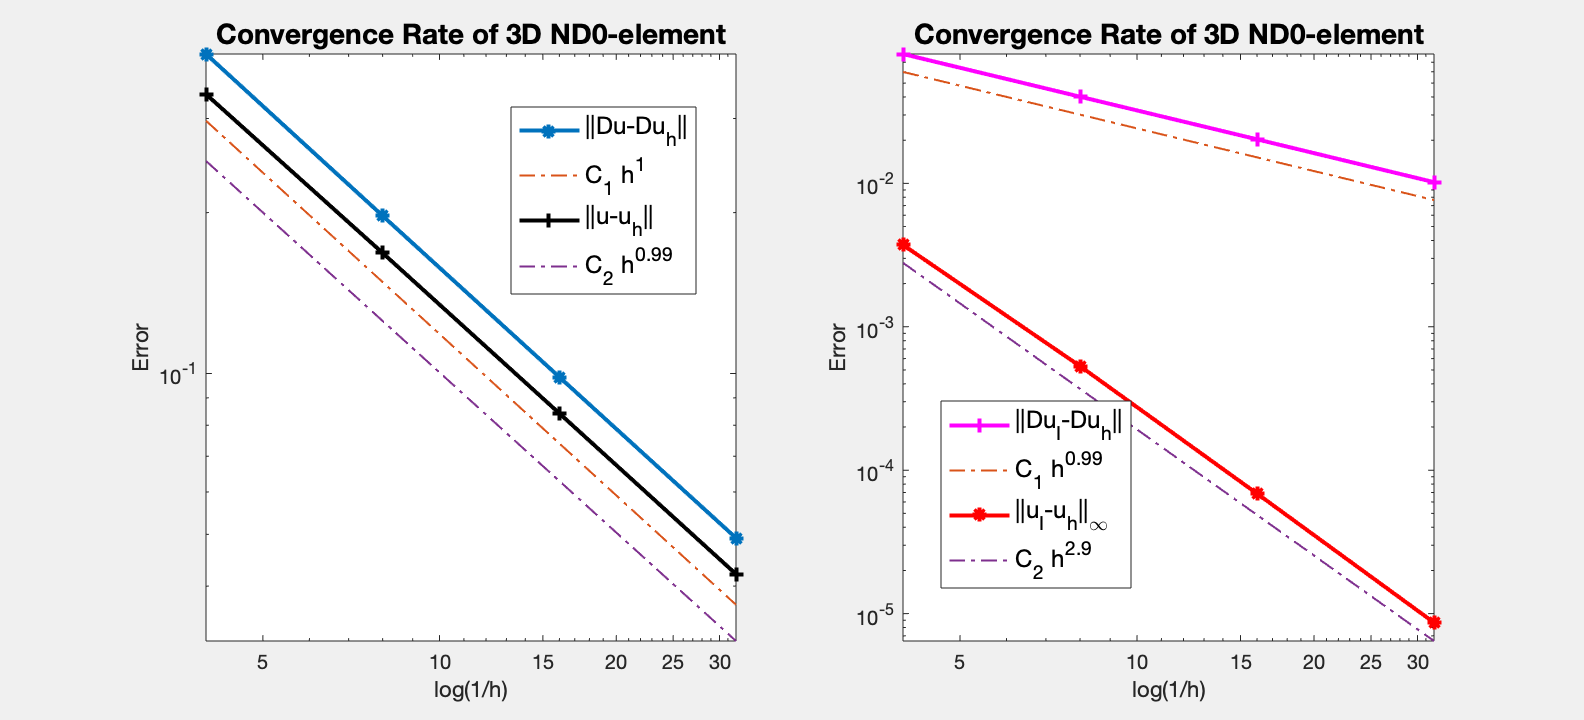 Convergence Rate of 3D ND0-element
||Du-Du_h||
C_1 h^1
||u-u_h||
C_2 h^0.99
Error
10^-1
5 10 15 20 25 30
log(1/h)
Convergence Rate of 3D ND0-element
10^-2
10^-3
10^-4
10^-5
Error
||Du_I-Du_h||
C_1 h^0.99
||u_I-u_h||_∞
C_2 h^2.9
5 10 15 20 25 30
log(1/h)